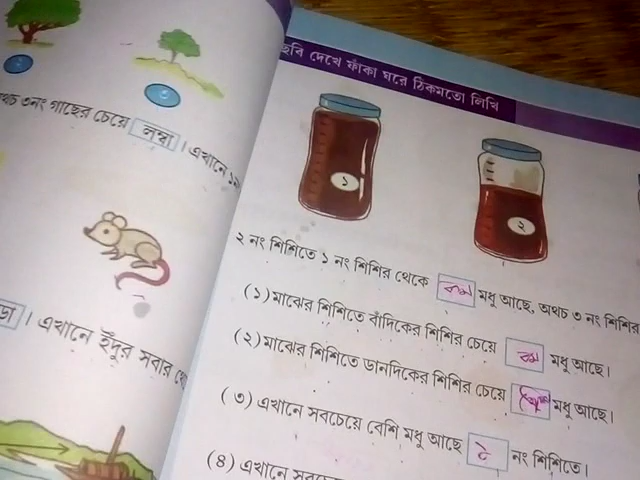 ৩নং গাছের চেয়ে লম্বা। এখানে
। এখানে ইঁদুর সবার
ছবি দেখে ফাঁকা ঘরে ঠিকমতো লিখি
১
২
২ নং শিশিতে ১ নং শিশির থেকে কম মধু আছে, অথচ ৩ নং শিশির
(১) মাঝের শিশিতে বাঁদিকের শিশির চেয়ে কম মধু আছে।
(২) মাঝের শিশিতে ডানদিকের শিশির চেয়ে মধু আছে।
(৩) এখানে সবচেয়ে বেশি মধু আছে নং শিশিতে।
(৪) এখানে